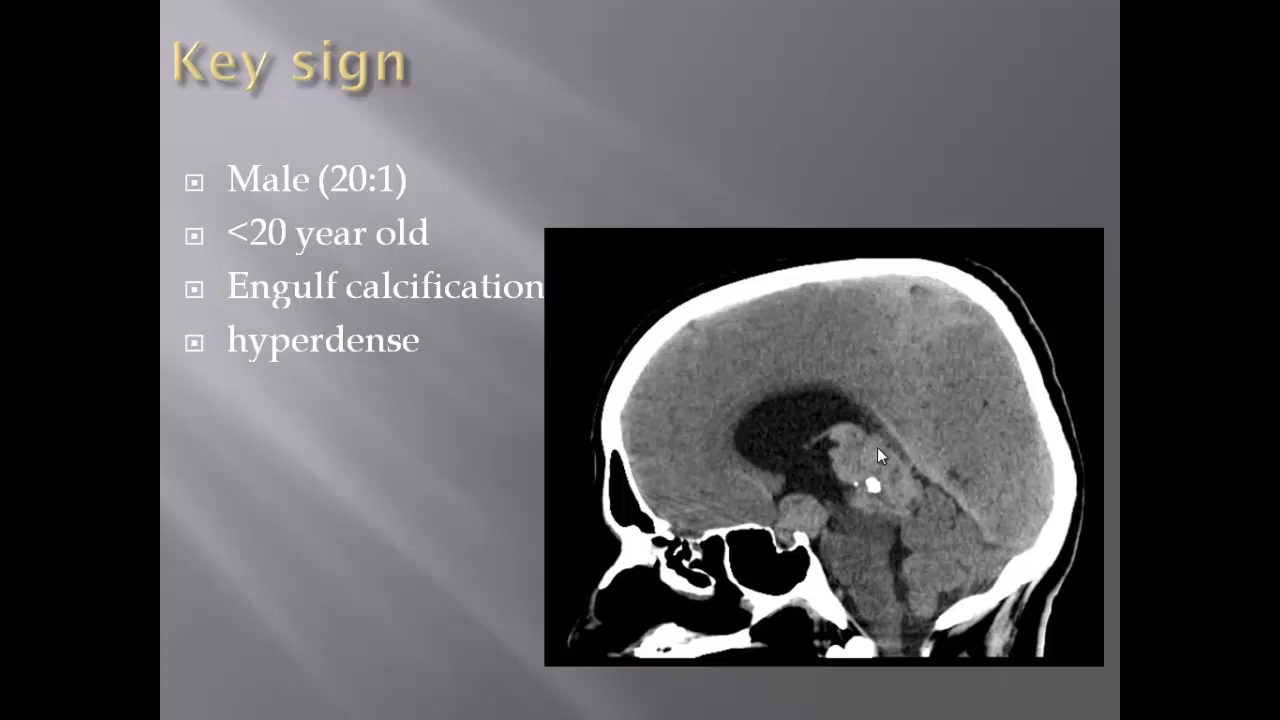 Key sign
Male (20:1)
<20 year old
Engulf calcification
hyperdense